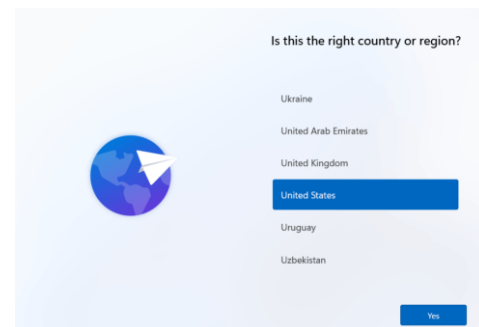 Is this the right country or region?
Ukraine
United Arab Emirates
United Kingdom
United States
Uruguay
Uzbekistan
Yes